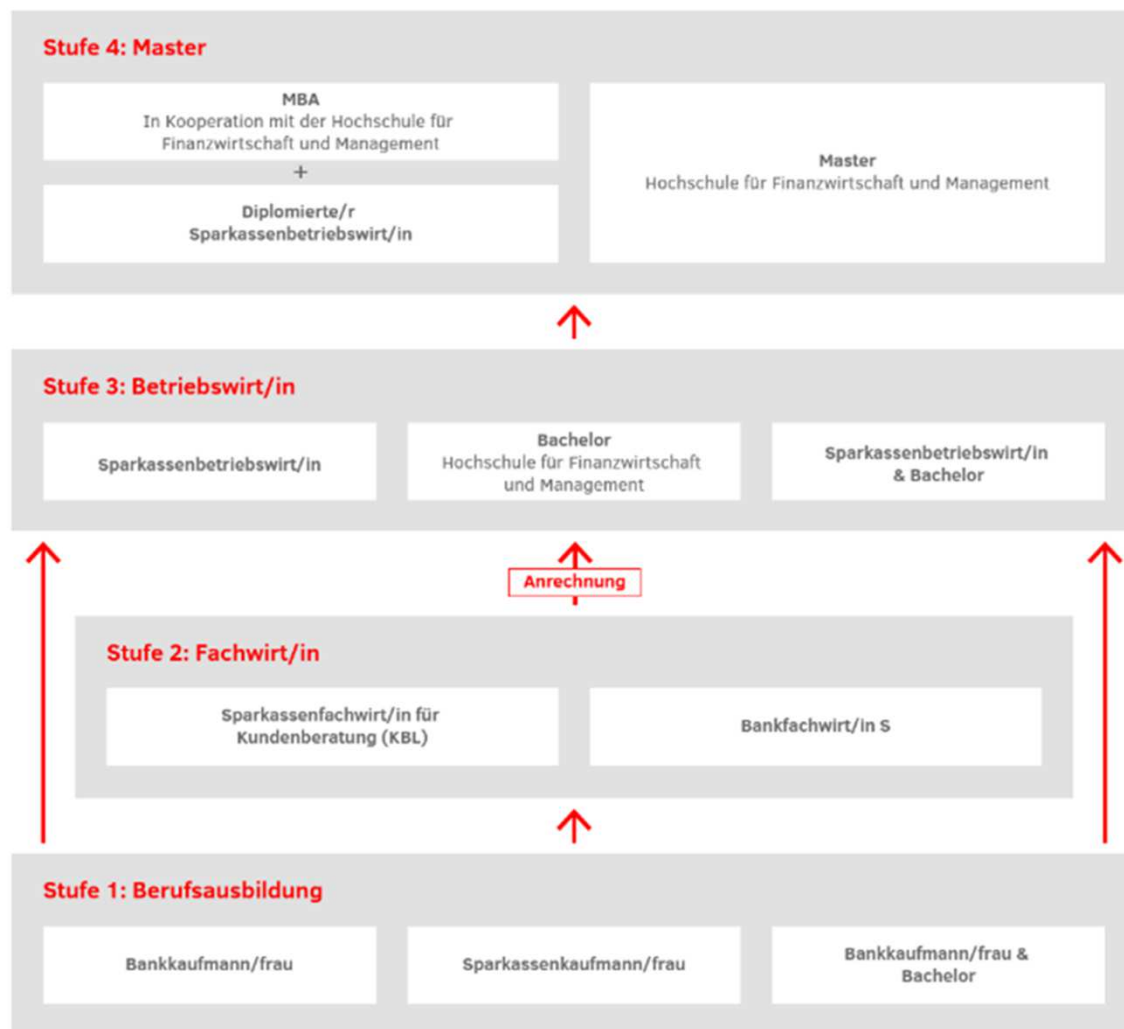 Stufe 4: Master
MBA
In Kooperation mit der Hochschule für
Finanzwirtschaft und Management
+
Diplomierte/r
Sparkassenbetriebswirt/in
Master
Hochschule für Finanzwirtschaft und Management
Stufe 3: Betriebswirt/in
Sparkassenbetriebswirt/in
Bachelor
Hochschule für Finanzwirtschaft
und Management
Sparkassenbetriebswirt/in
& Bachelor
Anrechnung
Stufe 2: Fachwirt/in
Sparkassenfachwirt/in für
Kundenberatung (KBL)
Bankfachwirt/in S
Stufe 1: Berufsausbildung
Bankkaufmann/frau
Sparkassenkaufmann/frau
Bankkaufmann/frau &
Bachelor